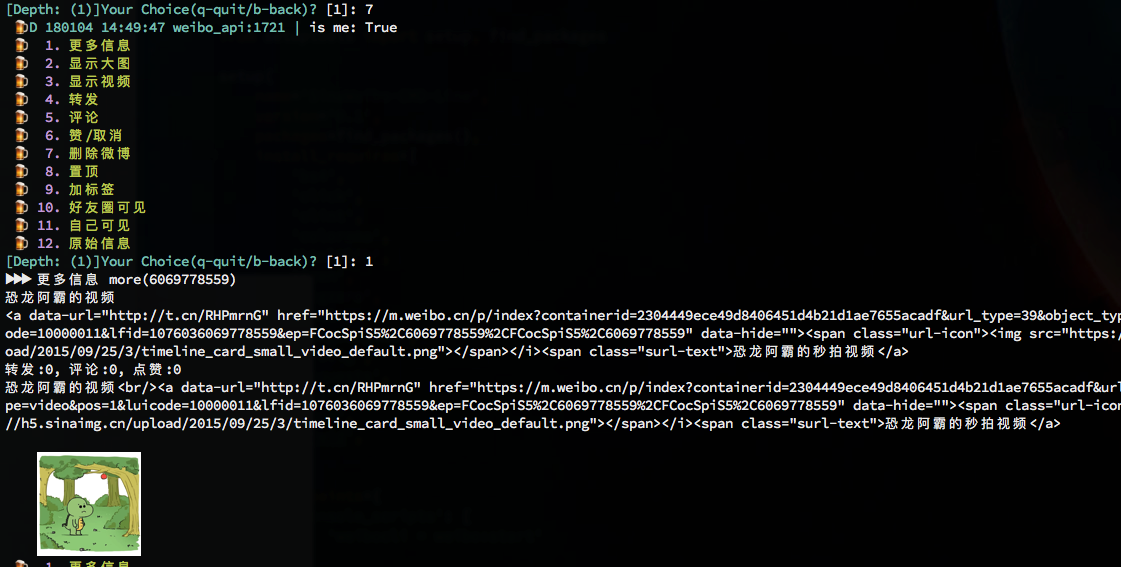 [Depth: (1)]Your Choice(q-quit/b-back)? [1]: 7
D 180104 14:49:47 weibo_api:1721 | is me: True
1. 更多信息
2. 显示大图
3. 显示视频
4. 转发
5. 评论
6. 赞/取消
7. 删除微博
8. 置顶
9. 加标签
10. 好友圈可见
11. 自己可见
12. 原始信息
[Depth: (1)]Your Choice(q-quit/b-back)? [1]: 1
▶▶▶ 更多信息 more(6069778559)
恐龙阿霸的视频
<a data-url="http://t.cn/RHPmrnG" href="https://m.weibo.cn/p/index?containerid=2304449ece49d8406451d4b21d1ae7655acadf&url_type=39&object_typ
ode=10000011&lfid=1076036069778559&ep=FCocSpiS5%2C6069778559%2CFCocSpiS5%2C6069778559" data-hide=""><span class="url-icon"><img src="https:
oad/2015/09/25/3/timeline_card_small_video_default.png"></span></i><span class="surl-text">恐龙阿霸的秒拍视频</a>
转发:0, 评论:0, 点赞:0
恐龙阿霸的视频<br/><a data-url="http://t.cn/RHPmrnG" href="https://m.weibo.cn/p/index?containerid=2304449ece49d8406451d4b21d1ae7655acadf&url
pe=video&pos=1&luicode=10000011&lfid=1076036069778559&ep=FCocSpiS5%2C6069778559%2CFCocSpiS5%2C6069778559" data-hide=""><span class="url-icon
//h5.sinaimg.cn/upload/2015/09/25/3/timeline_card_small_video_default.png"></span></i><span class="surl-text">恐龙阿霸的秒拍视频</a>
1. 更多信息